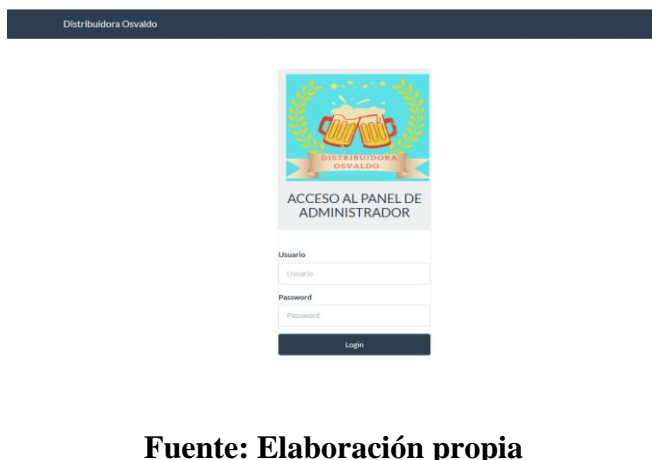 Distribuidora Osvaldo
DISTRIBUIDORA
OSVALDO
ACCESO AL PANEL DE
ADMINISTRADOR
Usuario
Usuario
Password
Password
Login
Fuente: Elaboración propia